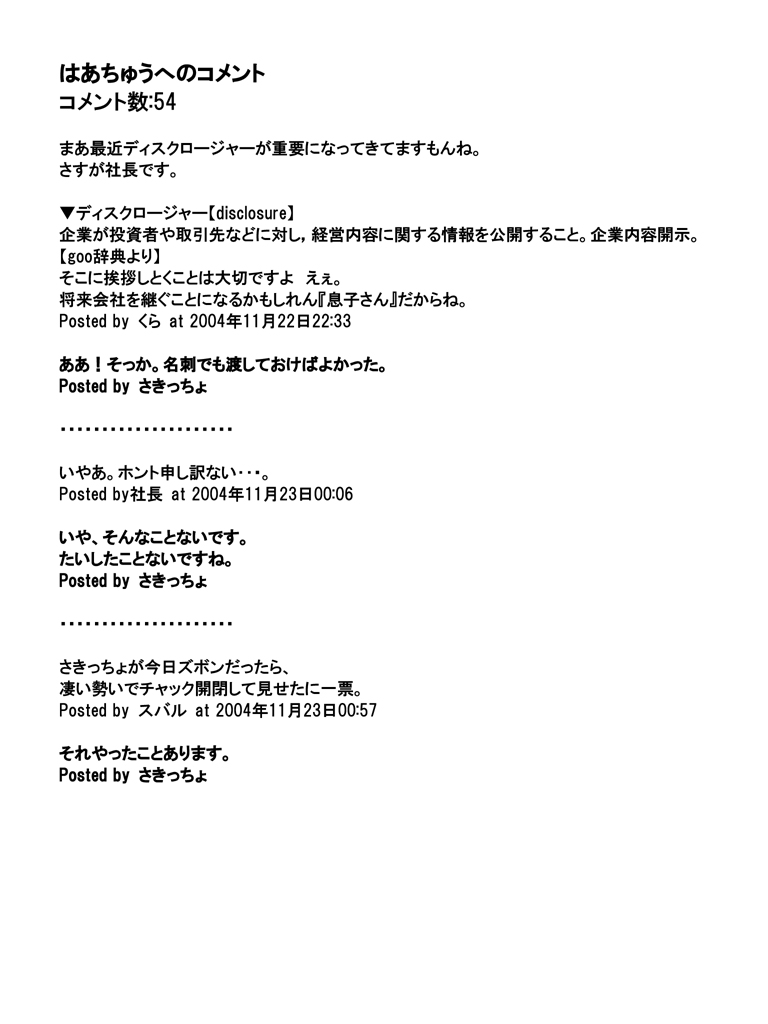 はあちゅうへのコメント
コメント数:54
まあ最近ディスクロージャーが重要になってきてますもんね。
さすが社長です。
▼ディスクロージャー【disclosure】
企業が投資者や取引先などに対し，経営内容に関する情報を公開すること。企業内容開示。
【goo辞典より】
そこに挨拶しとくことは大切ですよ　えぇ。
将来会社を継ぐことになるかもしれん『息子さん』だからね。
Posted by くら at 2004年11月22日22:33
ああ！そっか。名刺でも渡しておけばよかった。
Posted by さきっちょ
・・・・・・・・・・・・・・・・・・・・・
いやあ。ホント申し訳ない・・・。
Posted by社長 at 2004年11月23日00:06
いや、そんなことないです。
たいしたことないですね。
Posted by さきっちょ
・・・・・・・・・・・・・・・・・・・・・
さきっちょが今日ズボンだったら、
凄い勢いでチャック開閉して見せたに一票。
Posted by スバル at 2004年11月23日00:57
それやったことあります。
Posted by さきっちょ